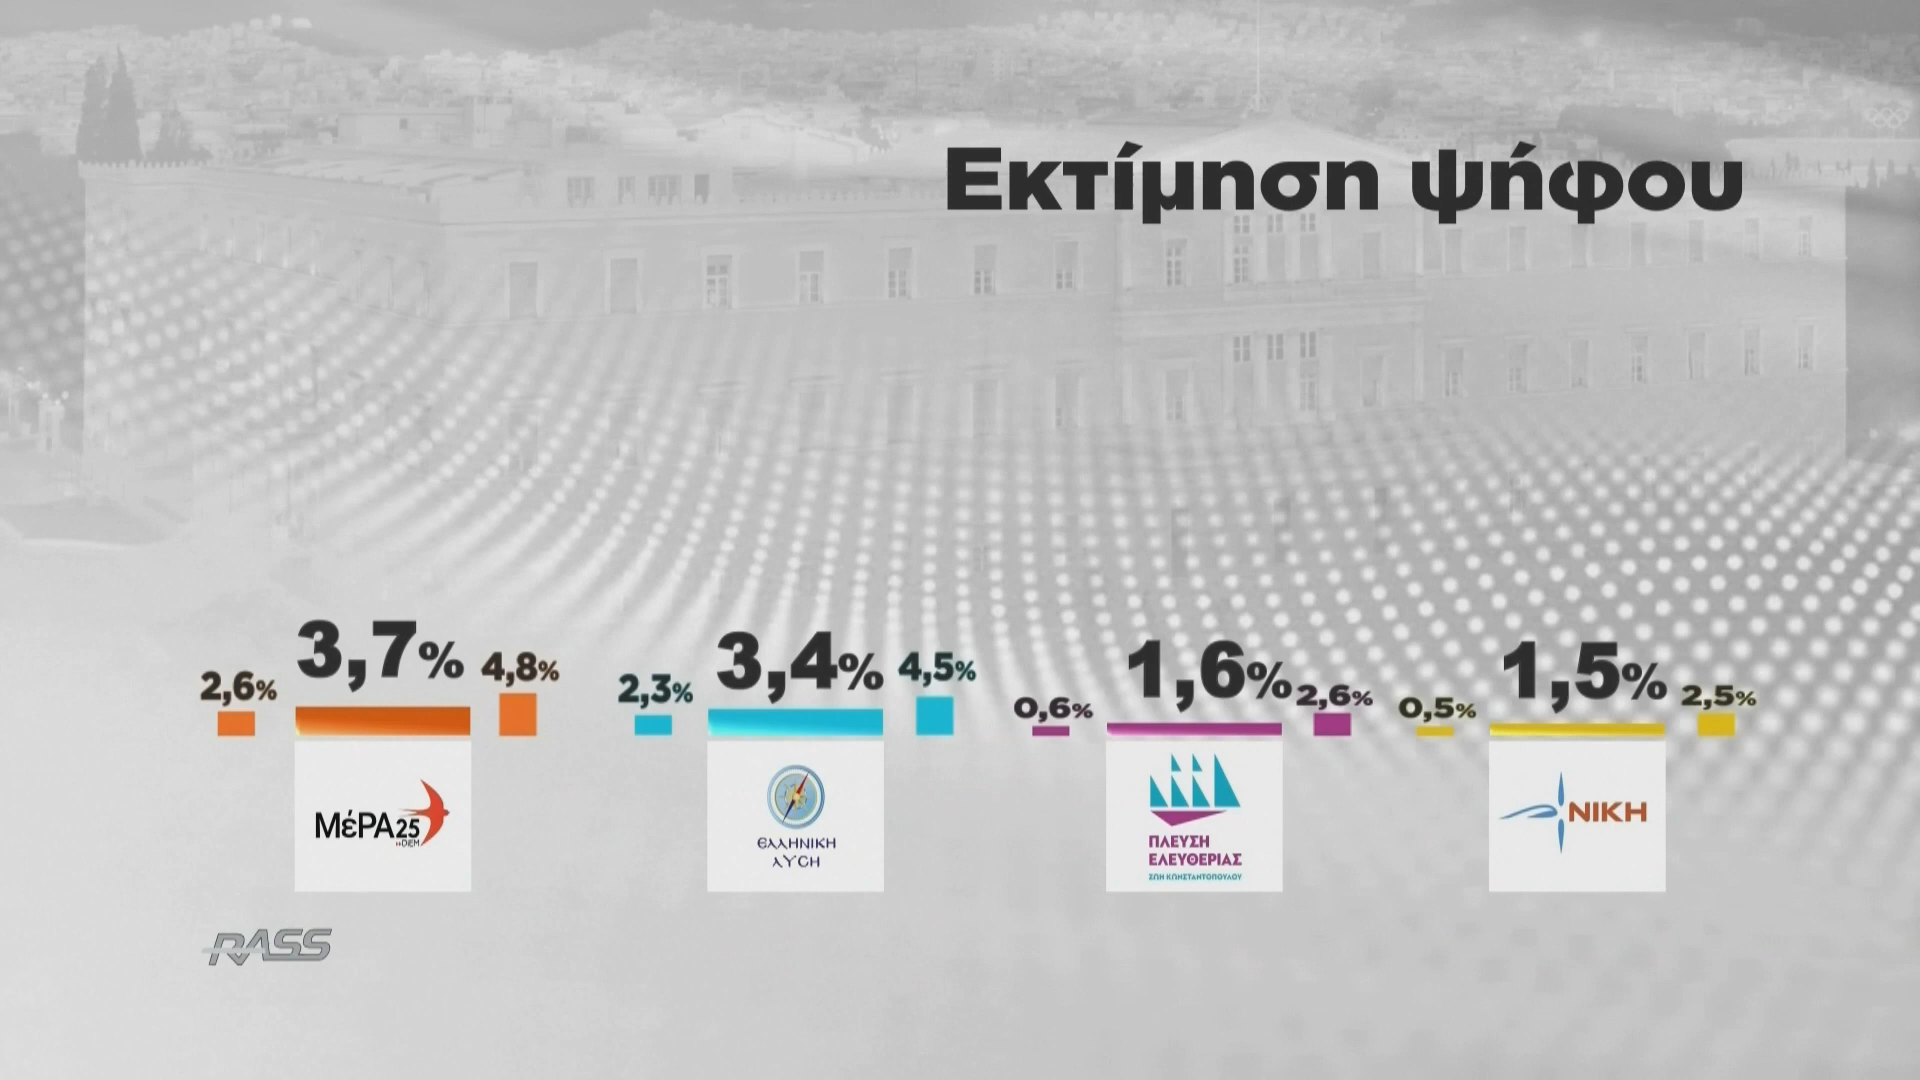 Εκτίμηση ψήφου
2,6% 3,7% 4,8%
2,3% 3,4% 4,5%
0,6% 1,6% 2,6%
0,5% 1,5% 2,5%
ΜέΡΑ25
»DiEM
ΕΛΛΗΝΙΚΗ
ΛΥΣΗ
ΠΛΕΥΣΗ
ΕΛΕΥΘΕΡΙΑΣ
ΖΩΗ ΚΩΝΣΤΑΝΤΟΠΟΥΛΟΥ
ΝΙΚΗ
RASS